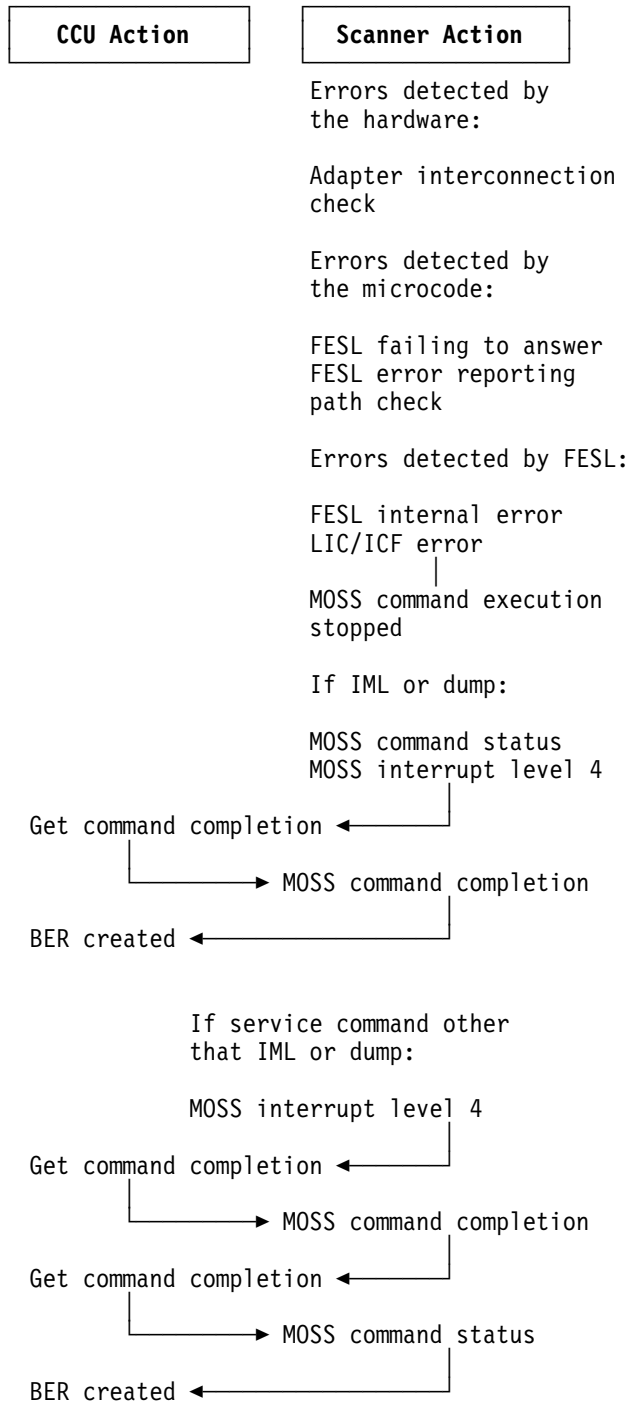 CCU Action
Scanner Action
Errors detected by
the hardware:
Adapter interconnection
check
Errors detected by
the microcode:
FESL failing to answer
FESL error reporting
path check
Errors detected by FESL:
FESL internal error
LIC/ICF error
MOSS command execution
stopped
If IML or dump:
MOSS command status
MOSS interrupt level 4
Get command completion
MOSS command completion
BER created
If service command other
that IML or dump:
MOSS interrupt level 4
Get command completion
MOSS command completion
Get command completion
MOSS command status
BER created